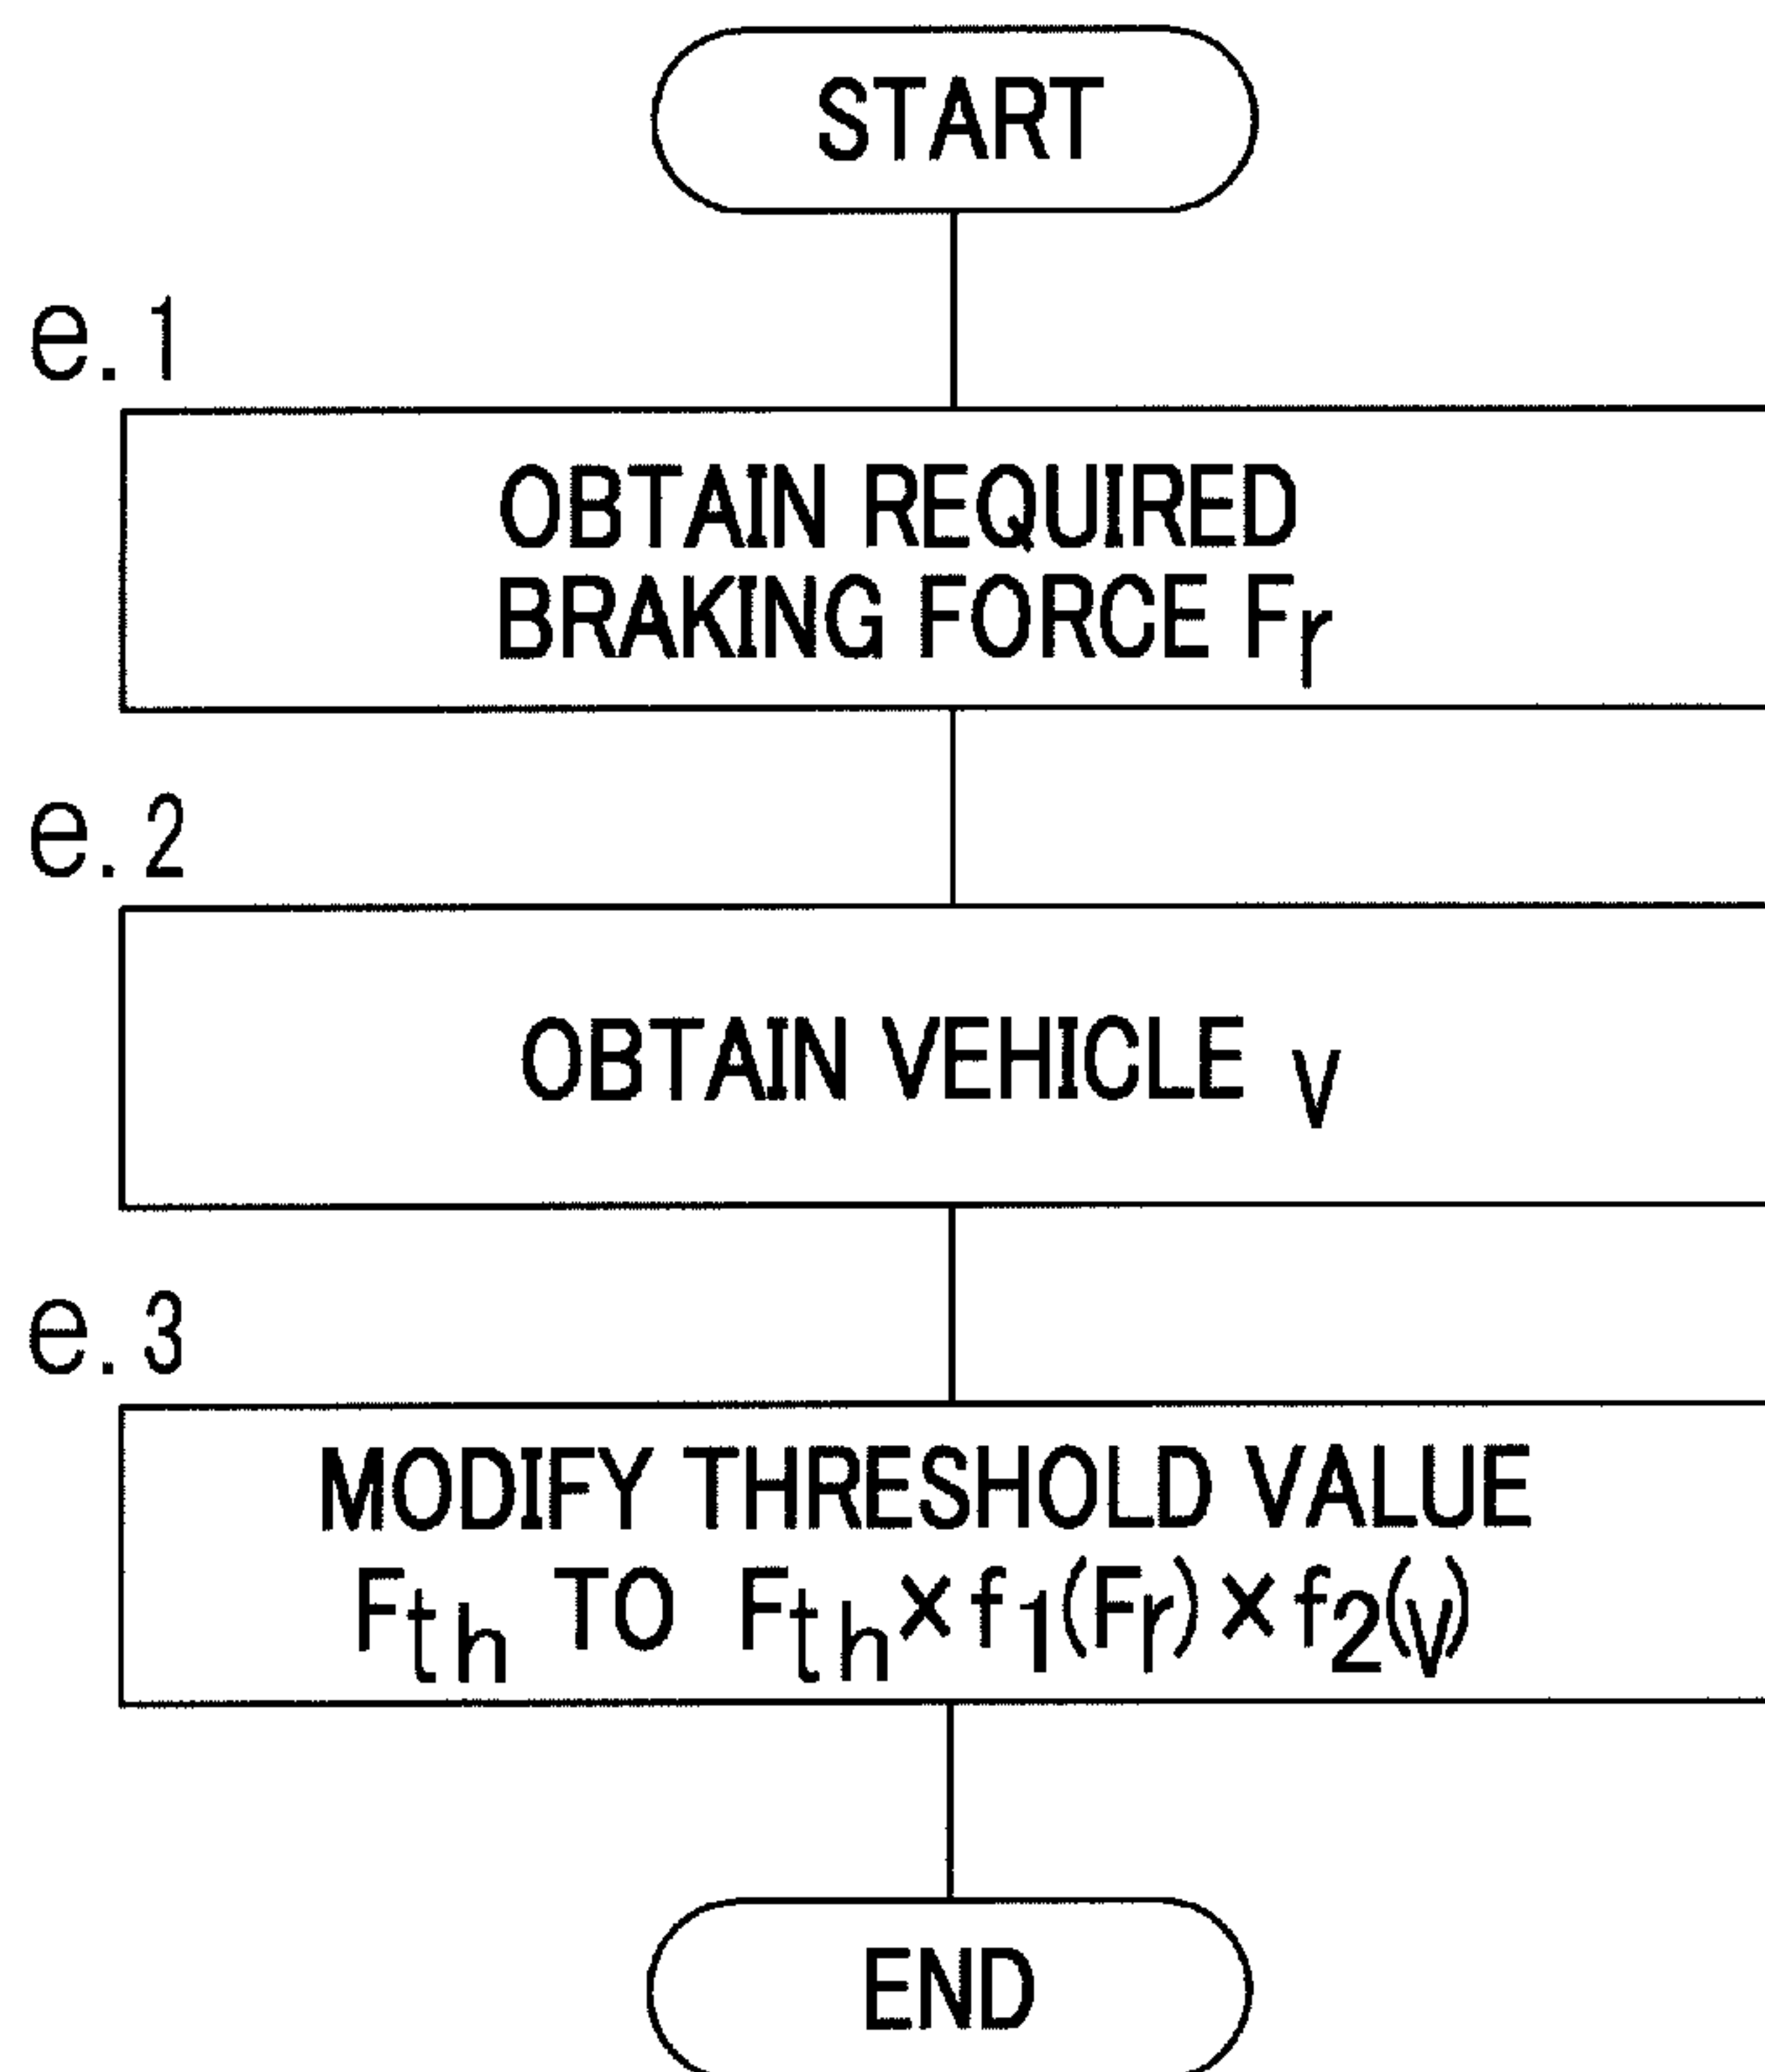 START
e.1
OBTAIN REQUIRED
BRAKING FORCE Fr
e.2
OBTAIN VEHICLE v
e.3
MODIFY THRESHOLD VALUE
Fth TO Fth×f1(Fr)×f2(v)
END